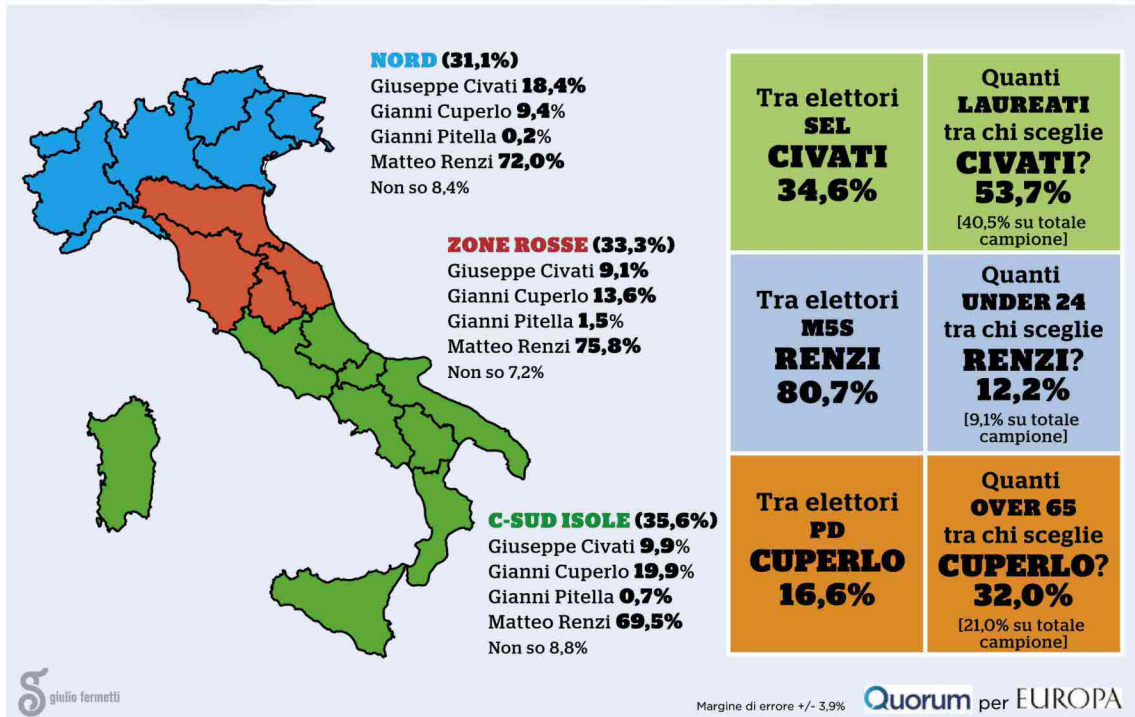 NORD (31,1%)
Giuseppe Civati 18,4%
Gianni Cuperlo 9,4%
Gianni Pitella 0,2%
Matteo Renzi 72,0%
Non so 8,4%
ZONE ROSSE (33,3%)
Giuseppe Civati 9,1%
Gianni Cuperlo 13,6%
Gianni Pitella 1,5%
Matteo Renzi 75,8%
Non so 7,2%
C-SUD ISOLE (35,6%)
Giuseppe Civati 9,9%
Gianni Cuperlo 19,9%
Gianni Pitella 0,7%
Matteo Renzi 69,5%
Non so 8,8%
Tra elettori
SEL
CIVATI
34,6%
Quanti
LAUREATI
tra chi sceglie
CIVATI?
53,7%
[40,5% su totale
campione]
Tra elettori
M5S
RENZI
80,7%
Quanti
UNDER 24
tra chi sceglie
RENZI?
12,2%
[9,1% su totale
campione]
Tra elettori
PD
CUPERLO
16,6%
Quanti
OVER 65
tra chi sceglie
CUPERLO?
32,0%
[21,0% su totale
campione]
giulio fermetti
Margine di errore +/- 3,9%
Quorum per EUROPA